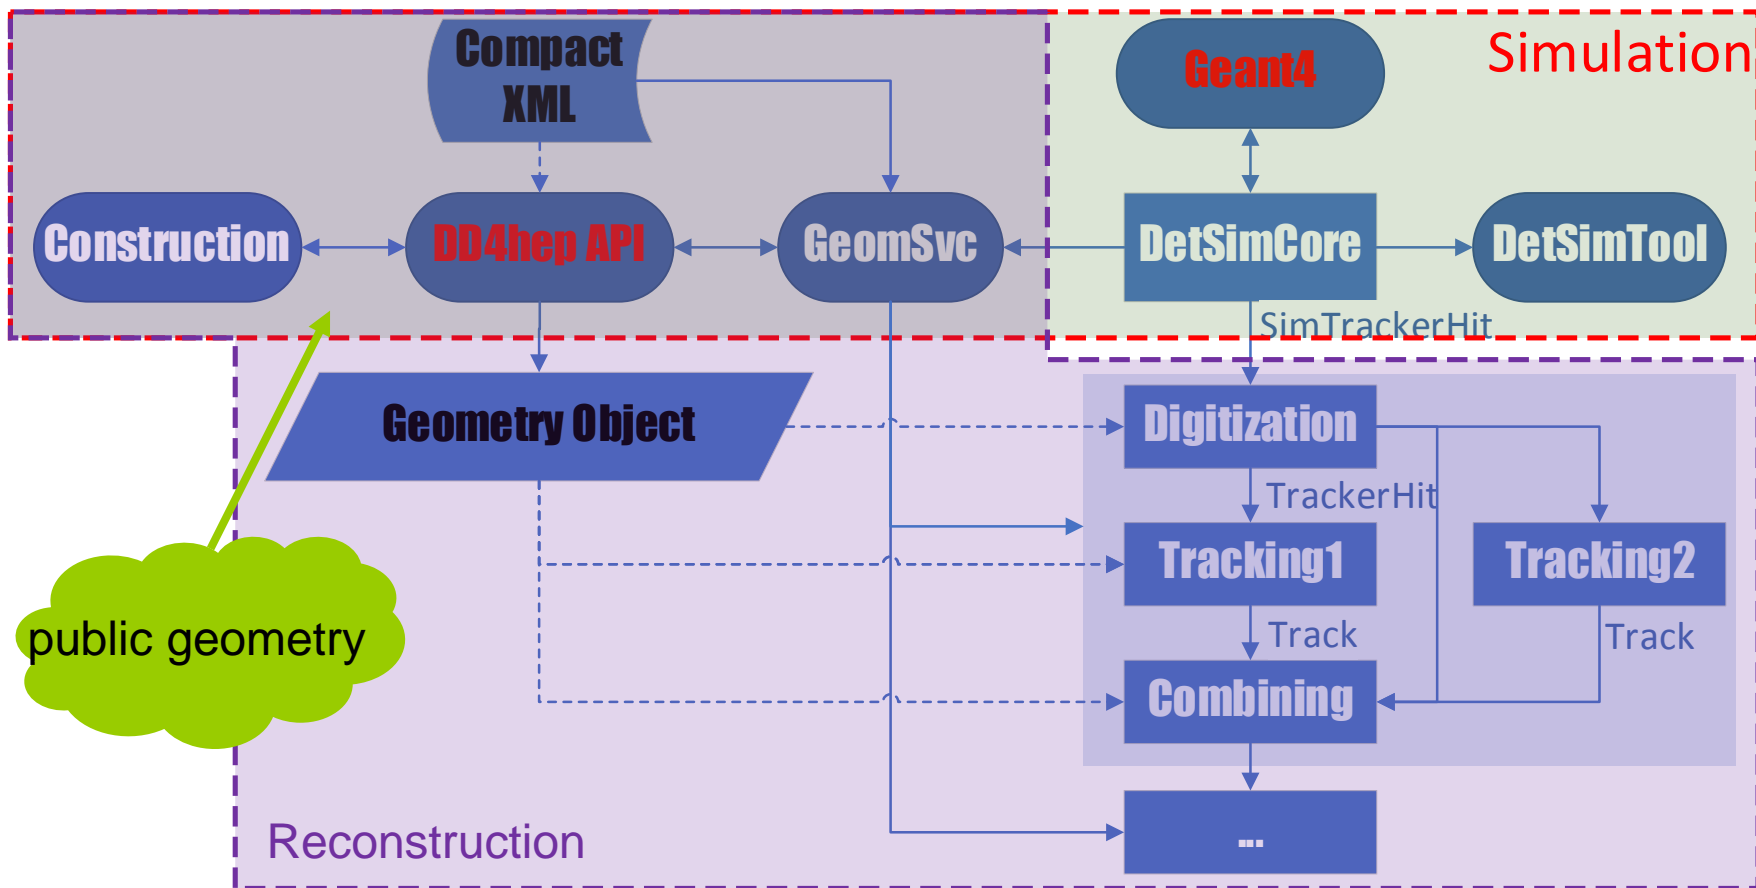 Compact
XML
Geant4
Simulation
Construction
DD4hep API
GeomSvc
DetSimCore
DetSimTool
SimTrackerHit
Geometry Object
Digitization
TrackerHit
Tracking1
Tracking2
public geometry
Track
Track
Combining
Reconstruction
...